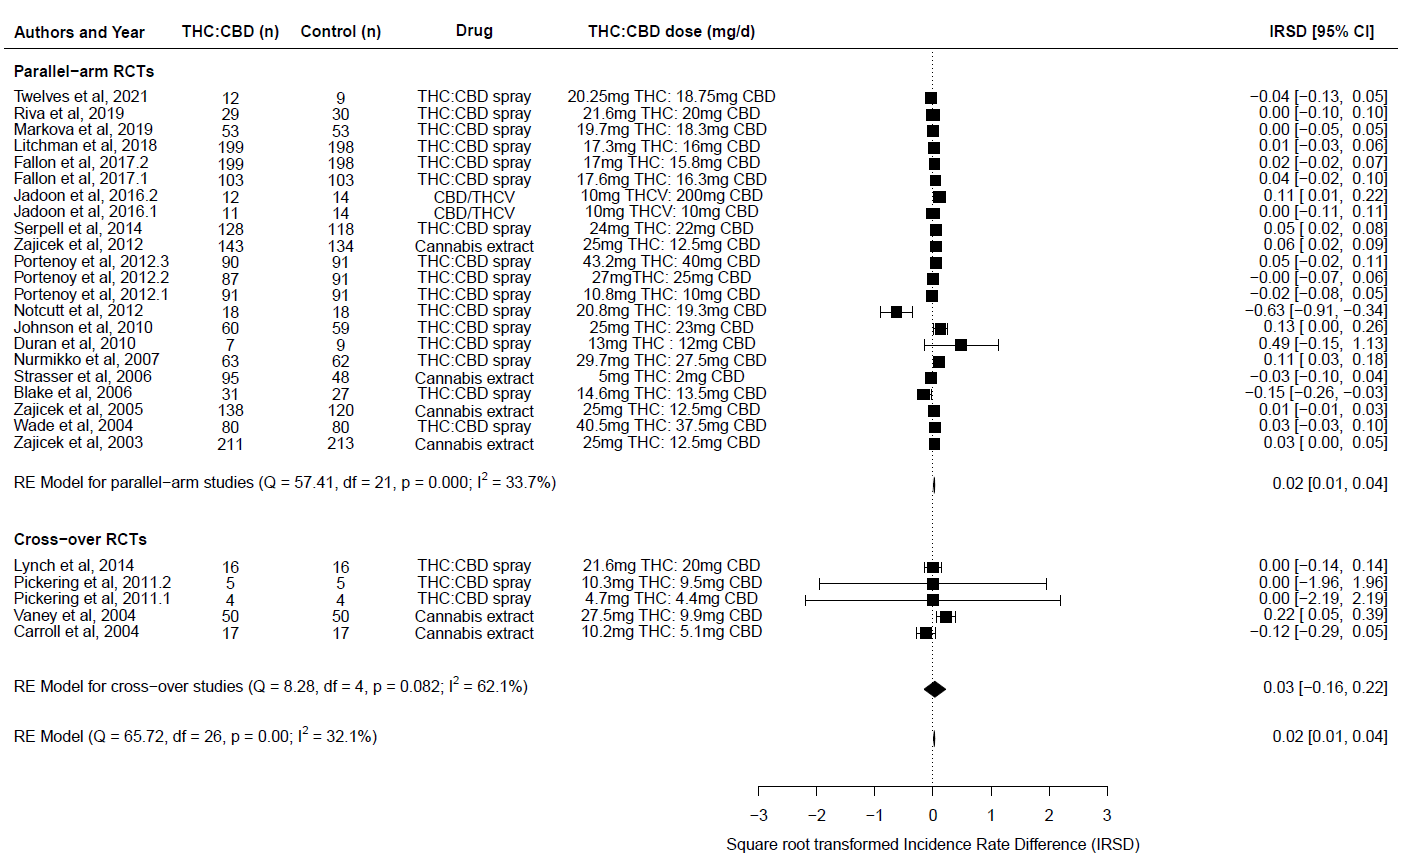 Authors and Year THC:CBD (n) Control (n) Drug THC:CBD dose (mg/d) IRSD [95% CI]
Parallel−arm RCTs
Twelves et al, 2021 12 9 THC:CBD spray 20.25mg THC: 18.75mg CBD −0.04 [−0.13, 0.05]
Riva et al, 2019 29 30 THC:CBD spray 21.6mg THC: 20mg CBD 0.00 [−0.10, 0.10]
Markova et al, 2019 53 53 THC:CBD spray 19.7mg THC: 18.3mg CBD 0.00 [−0.05, 0.05]
Litchman et al, 2018 199 198 THC:CBD spray 17.3mg THC: 16mg CBD 0.01 [−0.03, 0.06]
Fallon et al, 2017.2 199 198 THC:CBD spray 17mg THC: 15.8mg CBD 0.02 [−0.02, 0.07]
Fallon et al, 2017.1 103 103 THC:CBD spray 17.6mg THC: 16.3mg CBD 0.04 [−0.02, 0.10]
Jadoon et al, 2016.2 12 14 CBD/THCV 10mg THCV: 200mg CBD 0.11 [ 0.01, 0.22]
Jadoon et al, 2016.1 11 14 CBD/THCV 10mg THCV: 10mg CBD 0.00 [−0.11, 0.11]
Serpell et al, 2014 128 118 THC:CBD spray 24mg THC: 22mg CBD 0.05 [ 0.02, 0.08]
Zajicek et al, 2012 143 134 Cannabis extract 25mg THC: 12.5mg CBD 0.06 [ 0.02, 0.09]
Portenoy et al, 2012.3 90 91 THC:CBD spray 43.2mg THC: 40mg CBD 0.05 [−0.02, 0.11]
Portenoy et al, 2012.2 87 91 THC:CBD spray 27mgTHC: 25mg CBD −0.00 [−0.07, 0.06]
Portenoy et al, 2012.1 91 91 THC:CBD spray 10.8mg THC: 10mg CBD −0.02 [−0.08, 0.05]
Notcutt et al, 2012 18 18 THC:CBD spray 20.8mg THC: 19.3mg CBD −0.63 [−0.91, −0.34]
Johnson et al, 2010 60 59 THC:CBD spray 25mg THC: 23mg CBD 0.13 [ 0.00, 0.26]
Duran et al, 2010 7 9 THC:CBD spray 13mg THC : 12mg CBD 0.49 [−0.15, 1.13]
Nurmikko et al, 2007 63 62 THC:CBD spray 29.7mg THC: 27.5mg CBD 0.11 [ 0.03, 0.18]
Strasser et al, 2006 95 48 Cannabis extract 5mg THC: 2mg CBD −0.03 [−0.10, 0.04]
Blake et al, 2006 31 27 THC:CBD spray 14.6mg THC: 13.5mg CBD −0.15 [−0.26, −0.03]
Zajicek et al, 2005 138 120 Cannabis extract 25mg THC: 12.5mg CBD 0.01 [−0.01, 0.03]
Wade et al, 2004 80 80 THC:CBD spray 40.5mg THC: 37.5mg CBD 0.03 [−0.03, 0.10]
Zajicek et al, 2003 211 213 Cannabis extract 25mg THC: 12.5mg CBD 0.03 [ 0.00, 0.05]
RE Model for parallel−arm studies (Q = 57.41, df = 21, p = 0.000; I² = 33.7%) 0.02 [0.01, 0.04]
Cross−over RCTs
Lynch et al, 2014 16 16 THC:CBD spray 21.6mg THC: 20mg CBD 0.00 [−0.14, 0.14]
Pickering et al, 2011.2 5 5 THC:CBD spray 10.3mg THC: 9.5mg CBD 0.00 [−1.96, 1.96]
Pickering et al, 2011.1 4 4 THC:CBD spray 4.7mg THC: 4.4mg CBD 0.00 [−2.19, 2.19]
Vaney et al, 2004 50 50 Cannabis extract 27.5mg THC: 9.9mg CBD 0.22 [ 0.05, 0.39]
Carroll et al, 2004 17 17 Cannabis extract 10.2mg THC: 5.1mg CBD −0.12 [−0.29, 0.05]
RE Model for cross−over studies (Q = 8.28, df = 4, p = 0.082; I² = 62.1%) 0.03 [−0.16, 0.22]
RE Model (Q = 65.72, df = 26, p = 0.00; I² = 32.1%) 0.02 [0.01, 0.04]
−3 −2 −1 0 1 2 3
Square root transformed Incidence Rate Difference (IRSD)